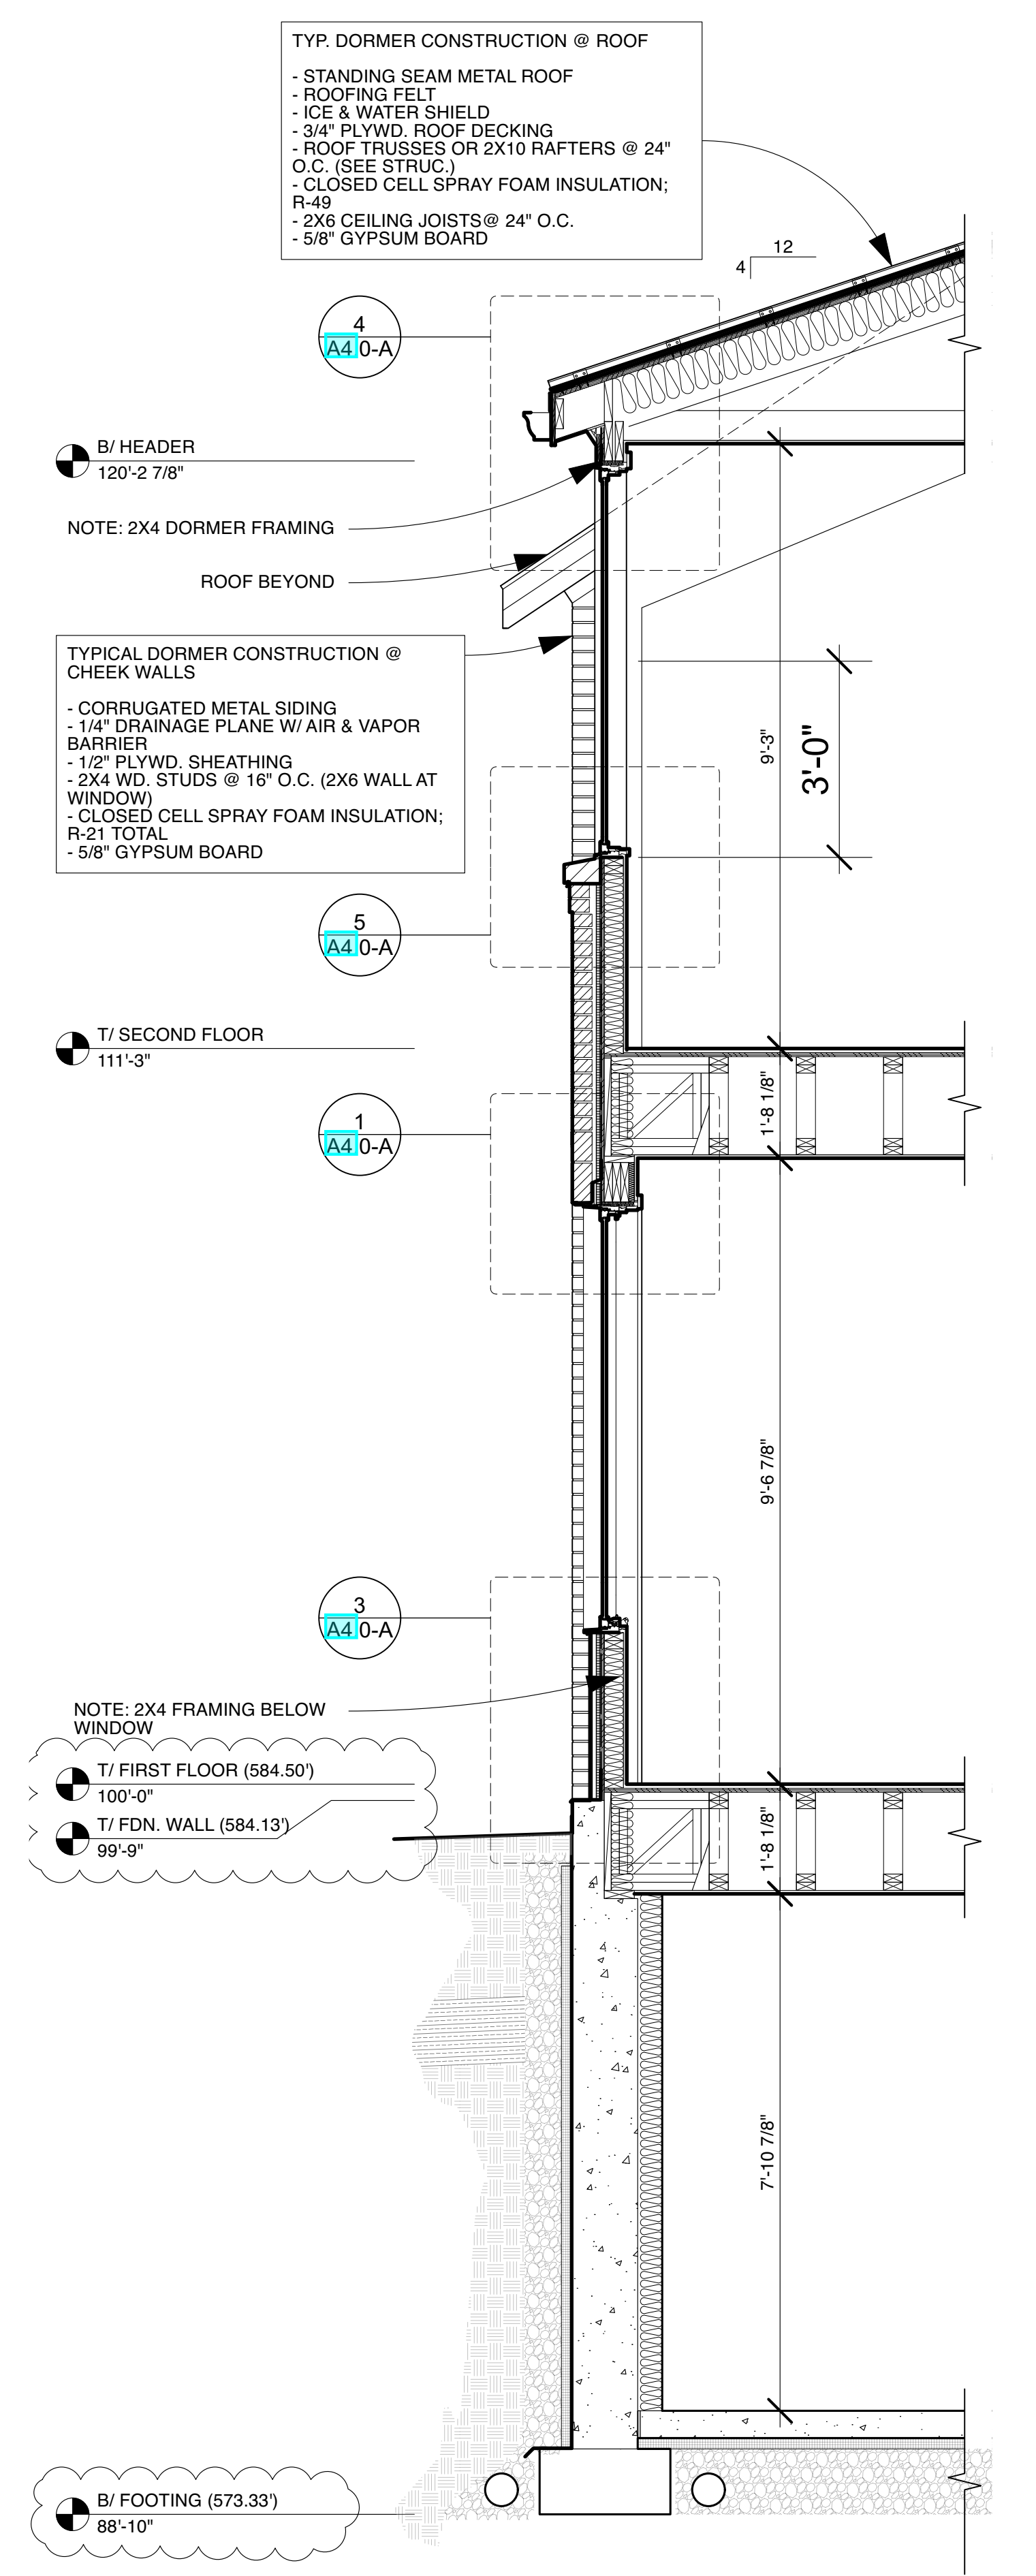 TYP. DORMER CONSTRUCTION @ ROOF
- STANDING SEAM METAL ROOF
- ROOFING FELT
- ICE & WATER SHIELD
- 3/4" PLYWD. ROOF DECKING
- ROOF TRUSSES OR 2X10 RAFTERS @ 24"
O.C. (SEE STRUC.)
- CLOSED CELL SPRAY FOAM INSULATION;
R-49
- 2X6 CEILING JOISTS@ 24" O.C.
- 5/8" GYPSUM BOARD
12
4
4
A4 0-A
B/ HEADER
120'-2 7/8"
NOTE: 2X4 DORMER FRAMING
ROOF BEYOND
TYPICAL DORMER CONSTRUCTION @
CHEEK WALLS
- CORRUGATED METAL SIDING
- 1/4" DRAINAGE PLANE W/ AIR & VAPOR
BARRIER
- 1/2" PLYWD. SHEATHING
- 2X4 WD. STUDS @ 16" O.C. (2X6 WALL AT
WINDOW)
- CLOSED CELL SPRAY FOAM INSULATION;
R-21 TOTAL
- 5/8" GYPSUM BOARD
9'-3"
3'-0"
5
A4 0-A
T/ SECOND FLOOR
111'-3"
1
A4 0-A
1'-8 1/8"
9'-6 7/8"
3
A4 0-A
NOTE: 2X4 FRAMING BELOW
WINDOW
T/ FIRST FLOOR (584.50')
100'-0"
T/ FDN. WALL (584.13')
99'-9"
1'-8 1/8"
7'-10 7/8"
B/ FOOTING (573.33')
88'-10"